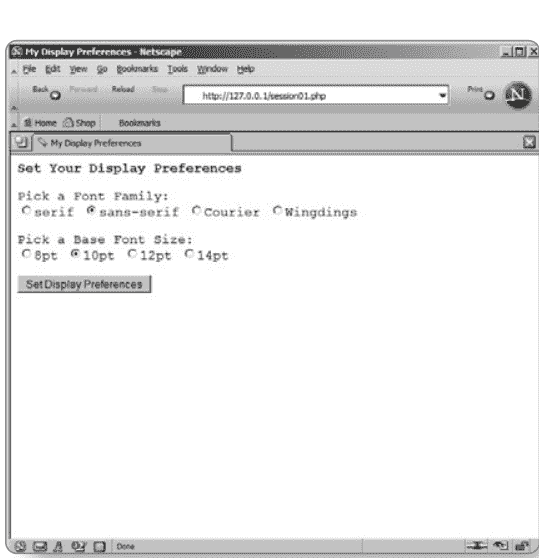 My Display Preferences - Netscape
File Edit View Go Bookmarks Tools Window Help
Back Forward Reload Stop http://127.0.0.1/session01.php Print N
Home Shop Bookmarks
My Display Preferences
Set Your Display Preferences
Pick a Font Family:
serif sans-serif Courier Wingdings
Pick a Base Font Size:
8pt 10pt 12pt 14pt
Set Display Preferences
Done